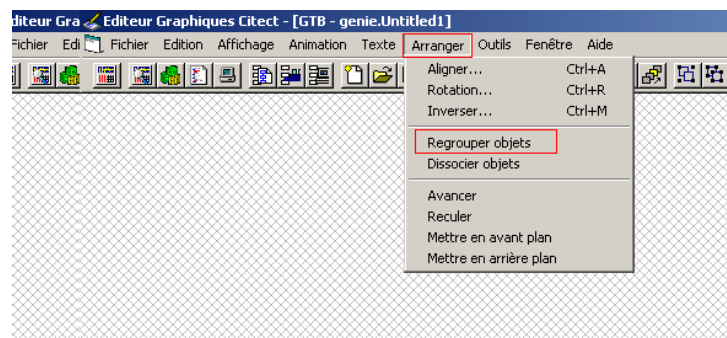 diteur Gra Editeur Graphiques Citect - [GTB - genie.Untitled1]
Fichier Edi Fichier Edition Affichage Animation Texte Arranger Outils Fenêtre Aide
Aligner... Ctrl+A
Rotation... Ctrl+R
Inverser... Ctrl+M
Regrouper objets
Dissocier objets
Avancer
Reculer
Mettre en avant plan
Mettre en arrière plan